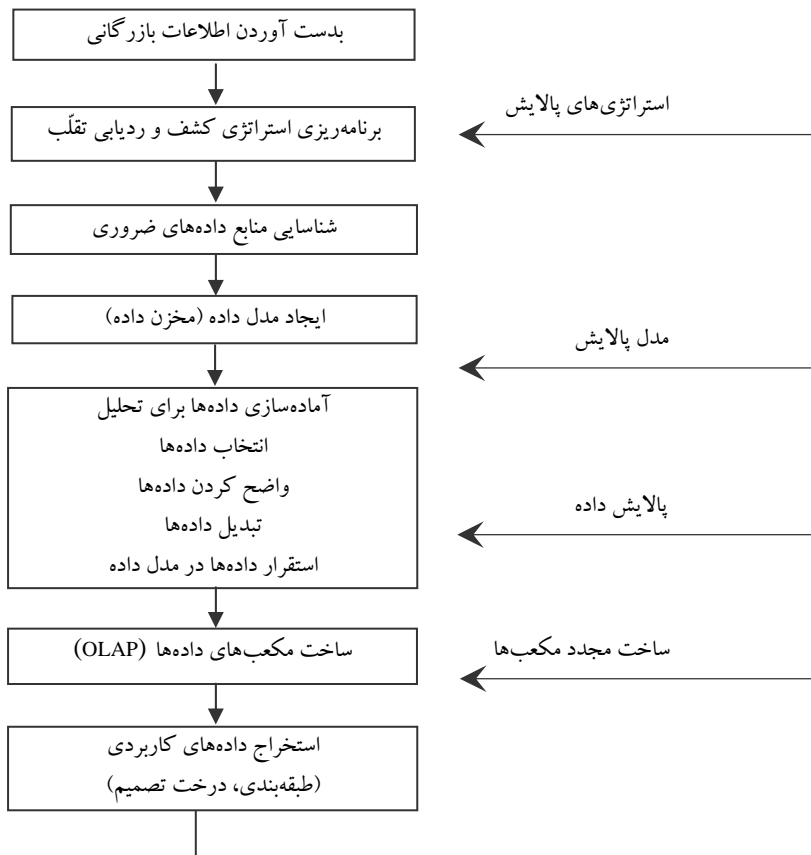 بدست آوردن اطلاعات بازرگانی
برنامه‌ریزی استراتژی کشف و ردیابی تقلّب
استراتژی‌های پالایش
شناسایی منابع داده‌های ضروری
ایجاد مدل داده (مخزن داده)
مدل پالایش
آماده‌سازی داده‌ها برای تحلیل
انتخاب داده‌ها
واضح کردن داده‌ها
تبدیل داده‌ها
استقرار داده‌ها در مدل داده
پالایش داده
ساخت مکعب‌های داده‌ها (OLAP)
ساخت مجدد مکعب‌ها
استخراج داده‌های کاربردی
(طبقه‌بندی، درخت تصمیم)